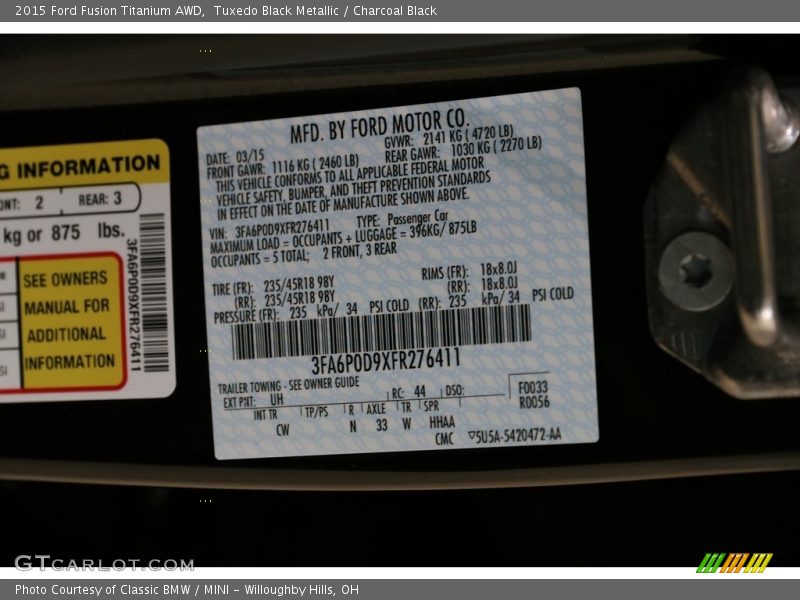 2015 Ford Fusion Titanium AWD, Tuxedo Black Metallic / Charcoal Black
G INFORMATION
ONT: 2 REAR: 3
kg or 875 lbs.
SEE OWNERS
MANUAL FOR
ADDITIONAL
INFORMATION
3FA6P0D9XFR276411
MFD. BY FORD MOTOR CO.
DATE: 03/15 GVWR: 2141 KG ( 4720 LB)
FRONT GAWR: 1116 KG ( 2460 LB) REAR GAWR: 1030 KG ( 2270 LB)
THIS VEHICLE CONFORMS TO ALL APPLICABLE FEDERAL MOTOR
VEHICLE SAFETY, BUMPER, AND THEFT PREVENTION STANDARDS
IN EFFECT ON THE DATE OF MANUFACTURE SHOWN ABOVE.
VIN: 3FA6P0D9XFR276411 TYPE: Passenger Car
MAXIMUM LOAD = OCCUPANTS + LUGGAGE = 396KG/ 875LB
OCCUPANTS = 5 TOTAL; 2 FRONT, 3 REAR
TIRE (FR): 235/45R18 98Y RIMS (FR): 18x8.0J
(RR): 235/45R18 98Y (RR): 18x8.0J
PRESSURE (FR): 235 kPa/ 34 PSI COLD (RR): 235 kPa/ 34 PSI COLD
3FA6P0D9XFR276411
TRAILER TOWING - SEE OWNER GUIDE
EXT PNT: UH RC: 44 DSO: F0033
R0056
INT TR TP/PS R AXLE TR SPR
CW N 33 W HHAA
CMC ▽5U5A-5420472-AA
GTCARLOT.COM
Photo Courtesy of Classic BMW / MINI - Willoughby Hills, OH